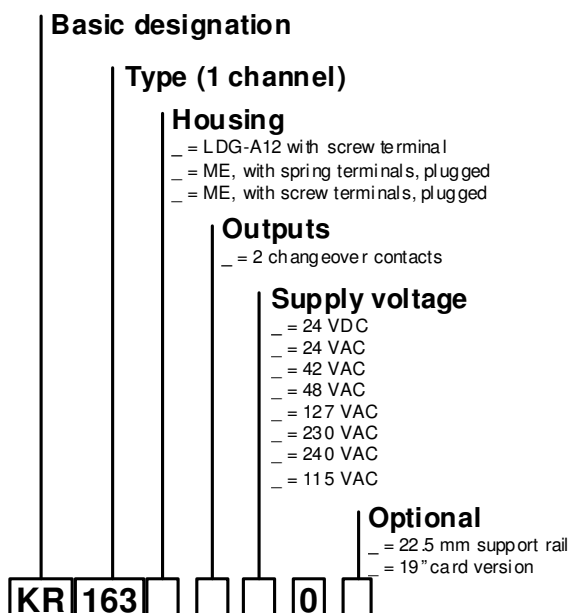 Basic designation
Type (1 channel)
Housing
_ = LDG-A12 with screw terminal
_ = ME, with spring terminals, plugged
_ = ME, with screw terminals, plugged
Outputs
_ = 2 changeover contacts
Supply voltage
_ = 24 VDC
_ = 24 VAC
_ = 42 VAC
_ = 48 VAC
_ = 127 VAC
_ = 230 VAC
_ = 240 VAC
_ = 115 VAC
Optional
_ = 22.5 mm support rail
_ = 19" card version
KR 163 0